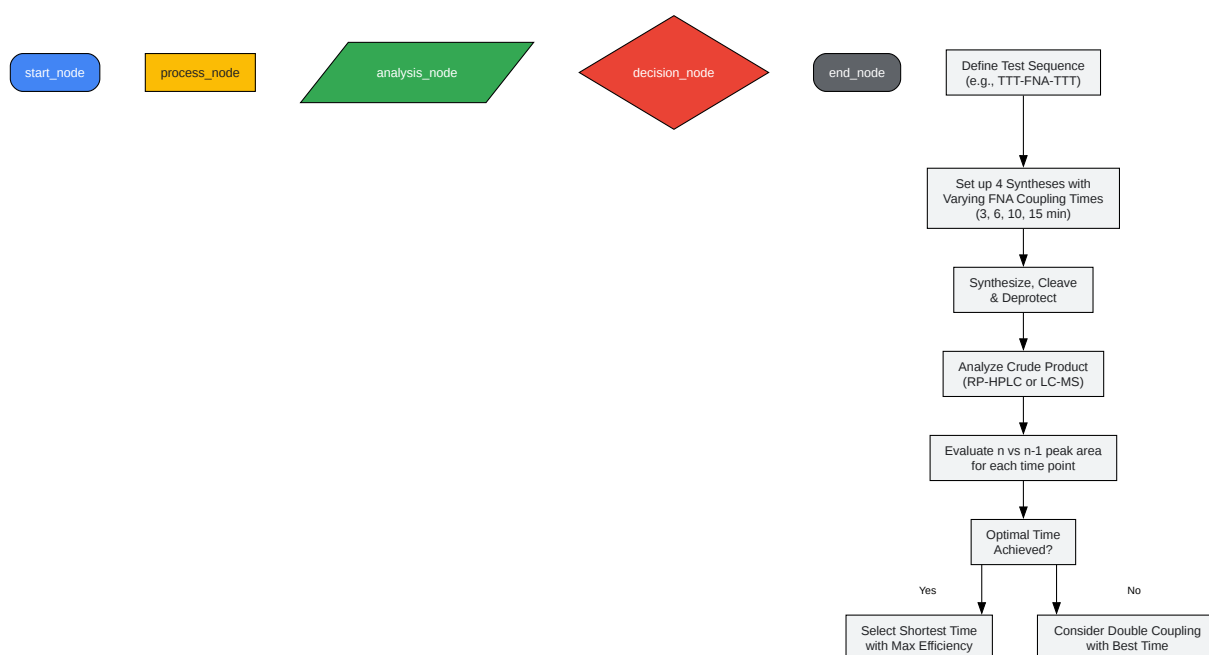 start_node
process_node
analysis_node
decision_node
end_node
Define Test Sequence
(e.g., TTT-FNA-TTT)
Set up 4 Syntheses with
Varying FNA Coupling Times
(3, 6, 10, 15 min)
Synthesize, Cleave
& Deprotect
Analyze Crude Product
(RP-HPLC or LC-MS)
Evaluate n vs n-1 peak area
for each time point
Optimal Time
Achieved?
Yes
No
Select Shortest Time
with Max Efficiency
Consider Double Coupling
with Best Time